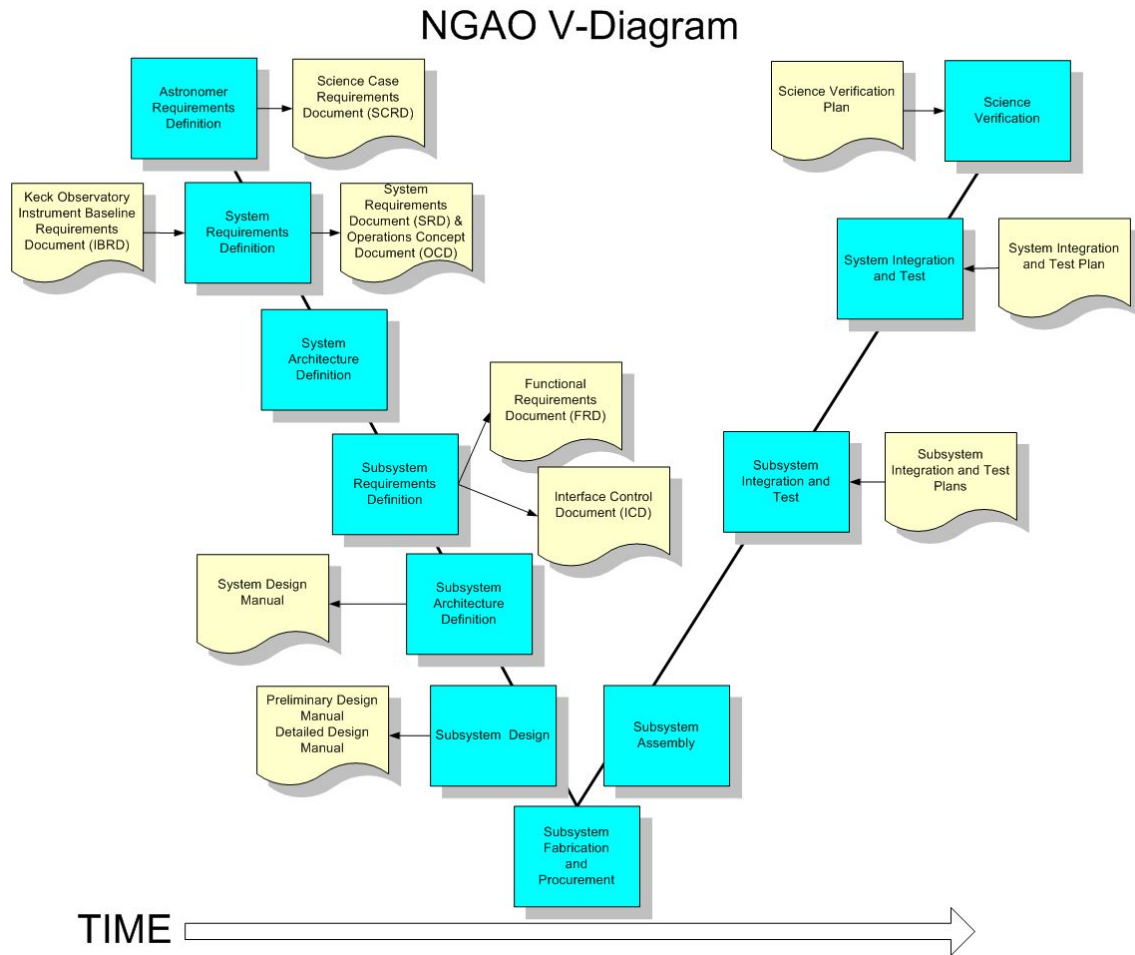 NGAO V-Diagram
Astronomer
Requirements
Definition
Science Case
Requirements
Document (SCRD)
Science Verification
Plan
Science
Verification
Keck Observatory
Instrument Baseline
Requirements
Document (IBRD)
System
Requirements
Definition
System
Requirements
Document (SRD) &
Operations Concept
Document (OCD)
System Integration
and Test
System Integration
and Test Plan
System
Architecture
Definition
Functional
Requirements
Document (FRD)
Subsystem
Requirements
Definition
Interface Control
Document (ICD)
Subsystem
Integration and
Test
Subsystem
Integration and Test
Plans
System Design
Manual
Subsystem
Architecture
Definition
Preliminary Design
Manual
Detailed Design
Manual
Subsystem Design
Subsystem
Assembly
Subsystem
Fabrication
and
Procurement
TIME